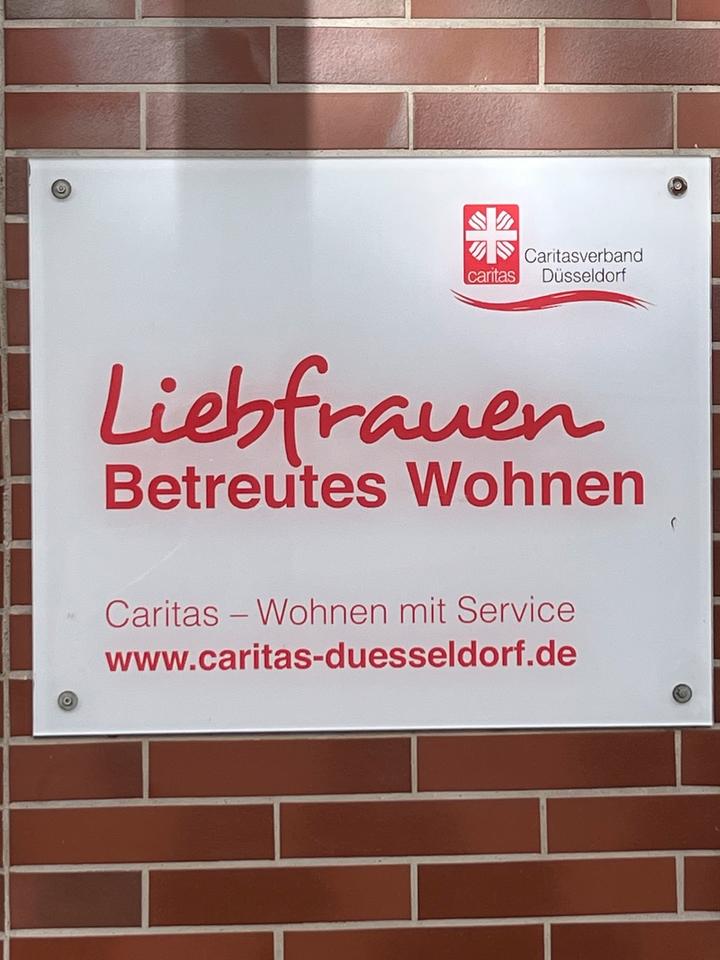 caritas
Caritasverband
Düsseldorf
Liebfrauen
Betreutes Wohnen
Caritas – Wohnen mit Service
www.caritas-duesseldorf.de